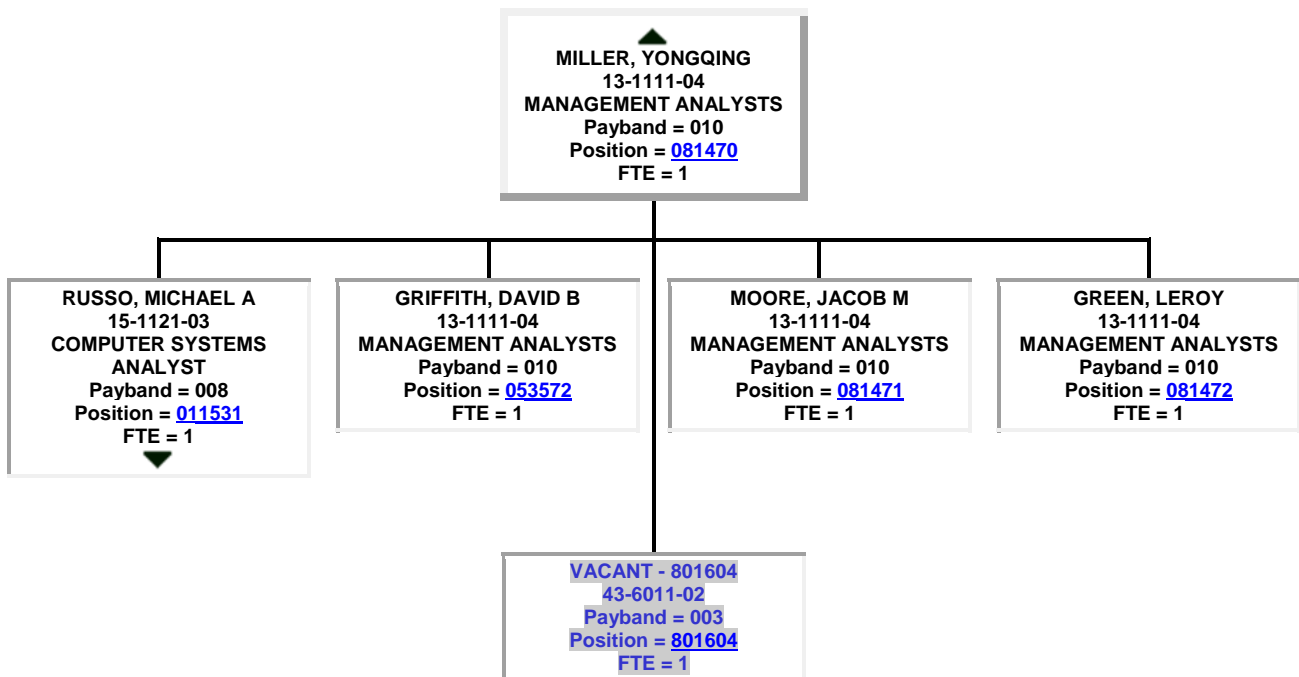 MILLER, YONGQING
13-1111-04
MANAGEMENT ANALYSTS
Payband = 010
Position = 081470
FTE = 1
RUSSO, MICHAEL A
15-1121-03
COMPUTER SYSTEMS
ANALYST
Payband = 008
Position = 011531
FTE = 1
GRIFFITH, DAVID B
13-1111-04
MANAGEMENT ANALYSTS
Payband = 010
Position = 053572
FTE = 1
MOORE, JACOB M
13-1111-04
MANAGEMENT ANALYSTS
Payband = 010
Position = 081471
FTE = 1
GREEN, LEROY
13-1111-04
MANAGEMENT ANALYSTS
Payband = 010
Position = 081472
FTE = 1
VACANT - 801604
43-6011-02
Payband = 003
Position = 801604
FTE = 1